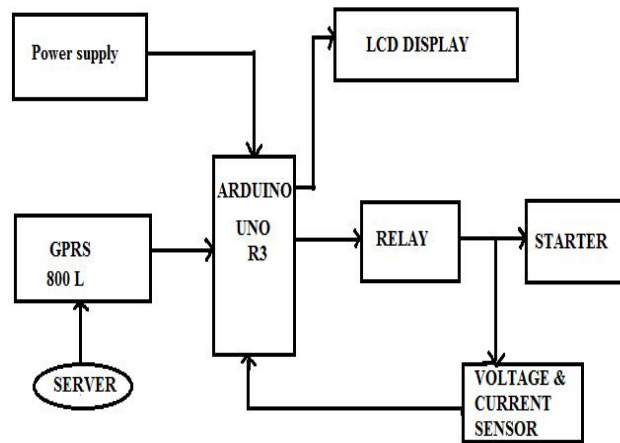 Power supply
LCD DISPLAY
ARDUINO
UNO
R3
GPRS
800 L
RELAY
STARTER
SERVER
VOLTAGE &
CURRENT
SENSOR